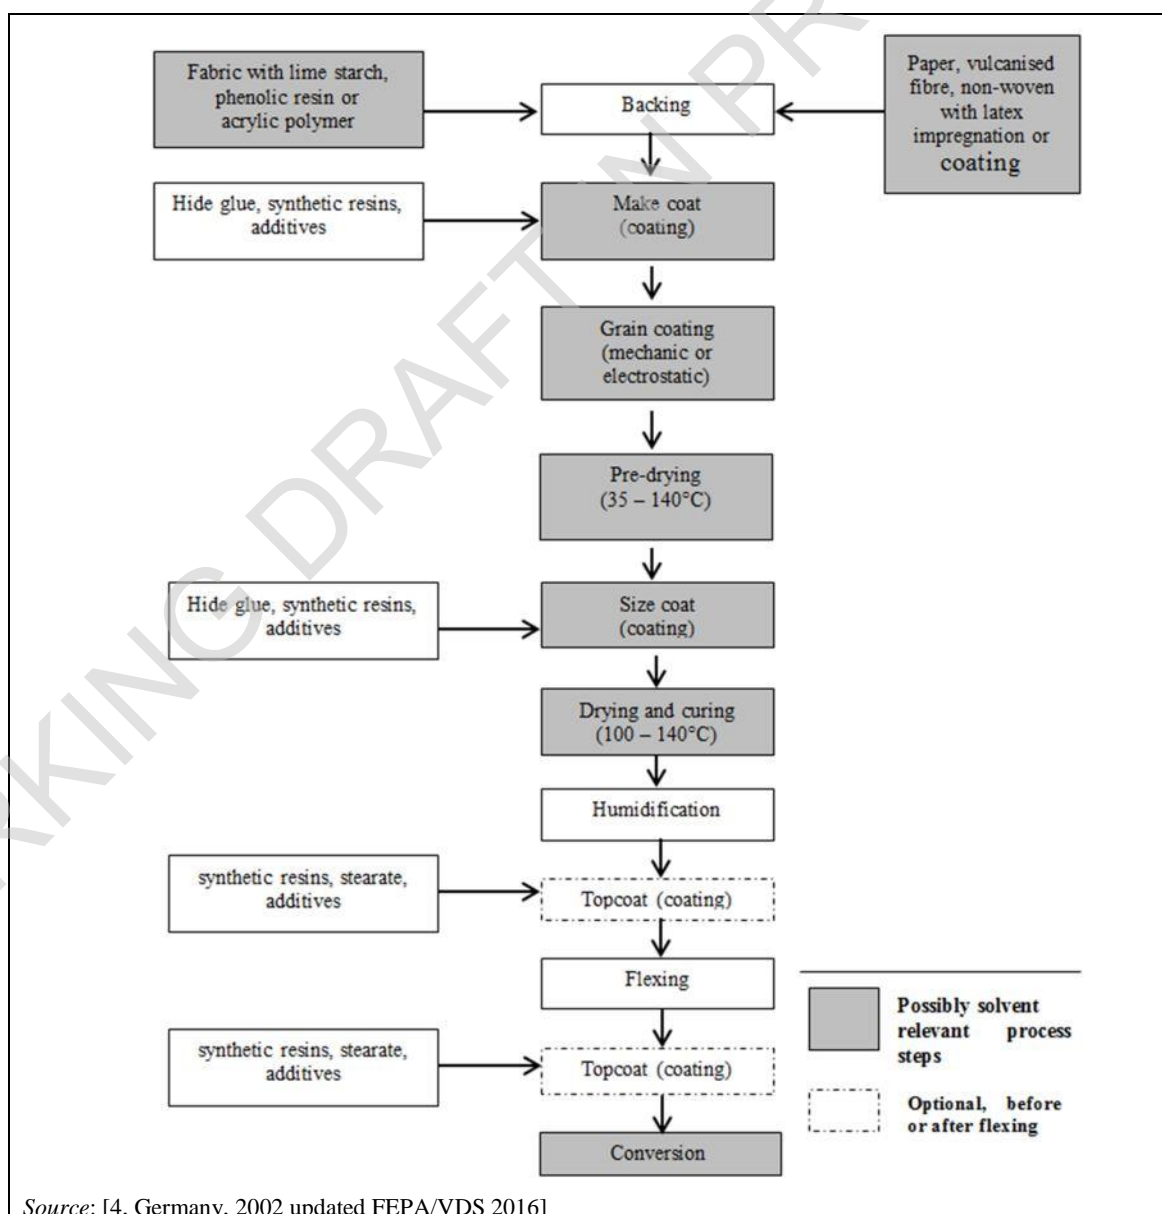 Fabric with lime starch,
phenolic resin or
acrylic polymer
Backing
Paper, vulcanised
fibre, non-woven
with latex
impregnation or
coating
Hide glue, synthetic resins,
additives
Make coat
(coating)
Grain coating
(mechanic or
electrostatic)
Pre-drying
(35 – 140°C)
Hide glue, synthetic resins,
additives
Size coat
(coating)
Drying and curing
(100 – 140°C)
Humidification
synthetic resins, stearate,
additives
Topcoat (coating)
Flexing
synthetic resins, stearate,
additives
Topcoat (coating)
Conversion
Possibly solvent
relevant process
steps
Optional, before
or after flexing
Source: [4, Germany, 2002 updated FEPA/VDS 2016]
RKING DRAFT IN PR